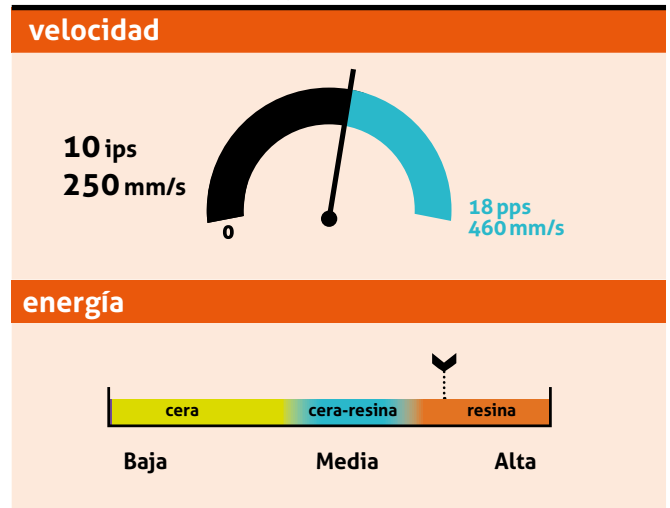 velocidad
10 ips
250 mm/s
0
18 pps
460 mm/s
energía
cera cera-resina resina
Baja Media Alta